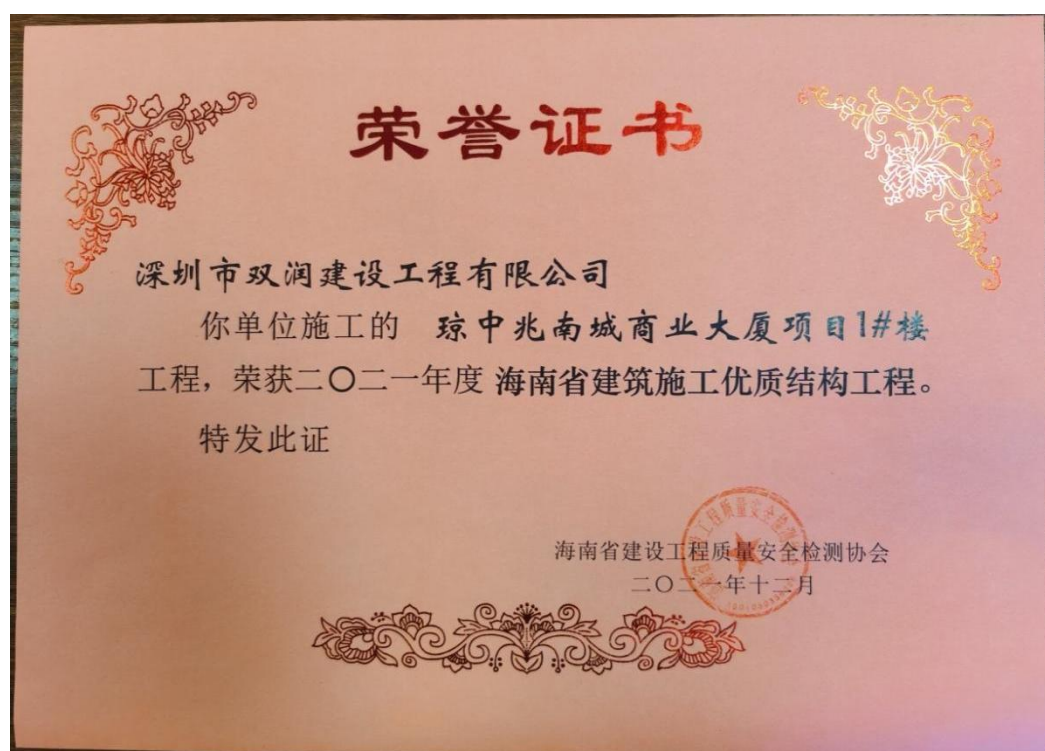 荣誉证书
深圳市双润建设工程有限公司
你单位施工的 琼中兆南城商业大厦项目1#楼
工程，荣获二〇二一年度 海南省建筑施工优质结构工程。
特发此证
海南省建设工程质量安全检测协会
二〇二一年十二月